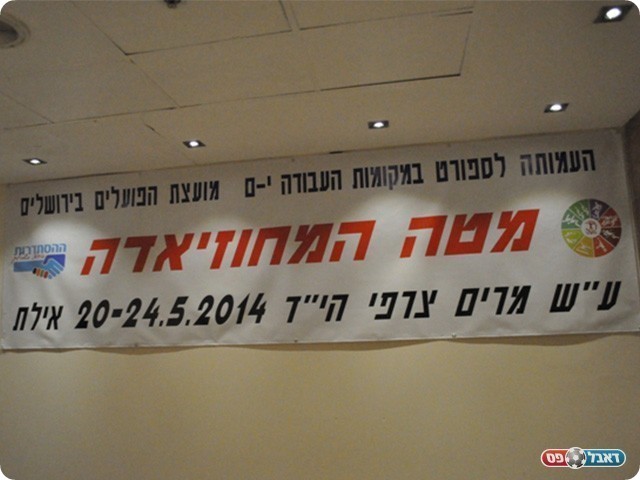 העמותה לספורט במקומות העבודה י-ם מועצת הפועלים בירושלים
מטה המחוזיאדה
ההסתדרות
ע״ש מרים צרפי הי״ד 20-24.5.2014 אילת
דאבל פס